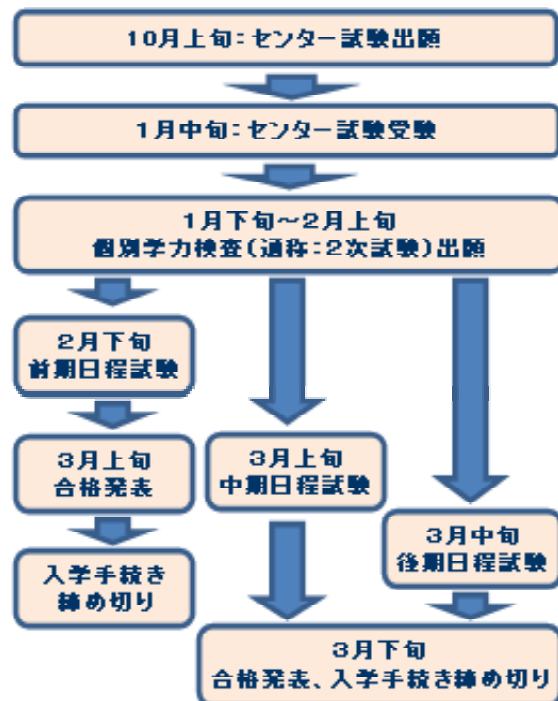 10月上旬：センター試験出願
1月中旬：センター試験受験
1月下旬～2月上旬
個別学力検査（通称：2次試験）出願
2月下旬
前期日程試験
3月上旬
合格発表
入学手続き
締め切り
3月上旬
中期日程試験
3月中旬
後期日程試験
3月下旬
合格発表、入学手続き締め切り